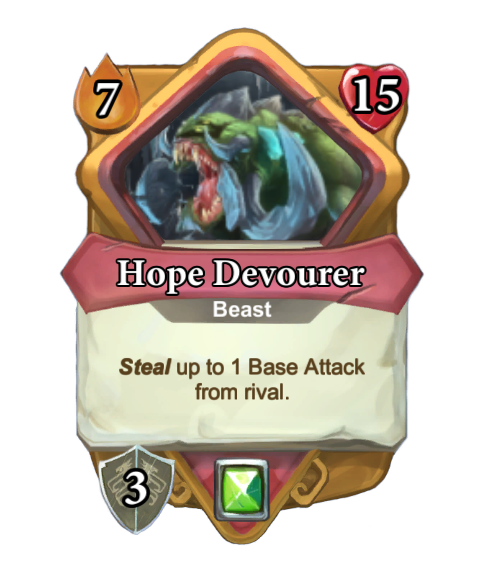 7
15
Hope Devourer
Beast
Steal up to 1 Base Attack
from rival.
3